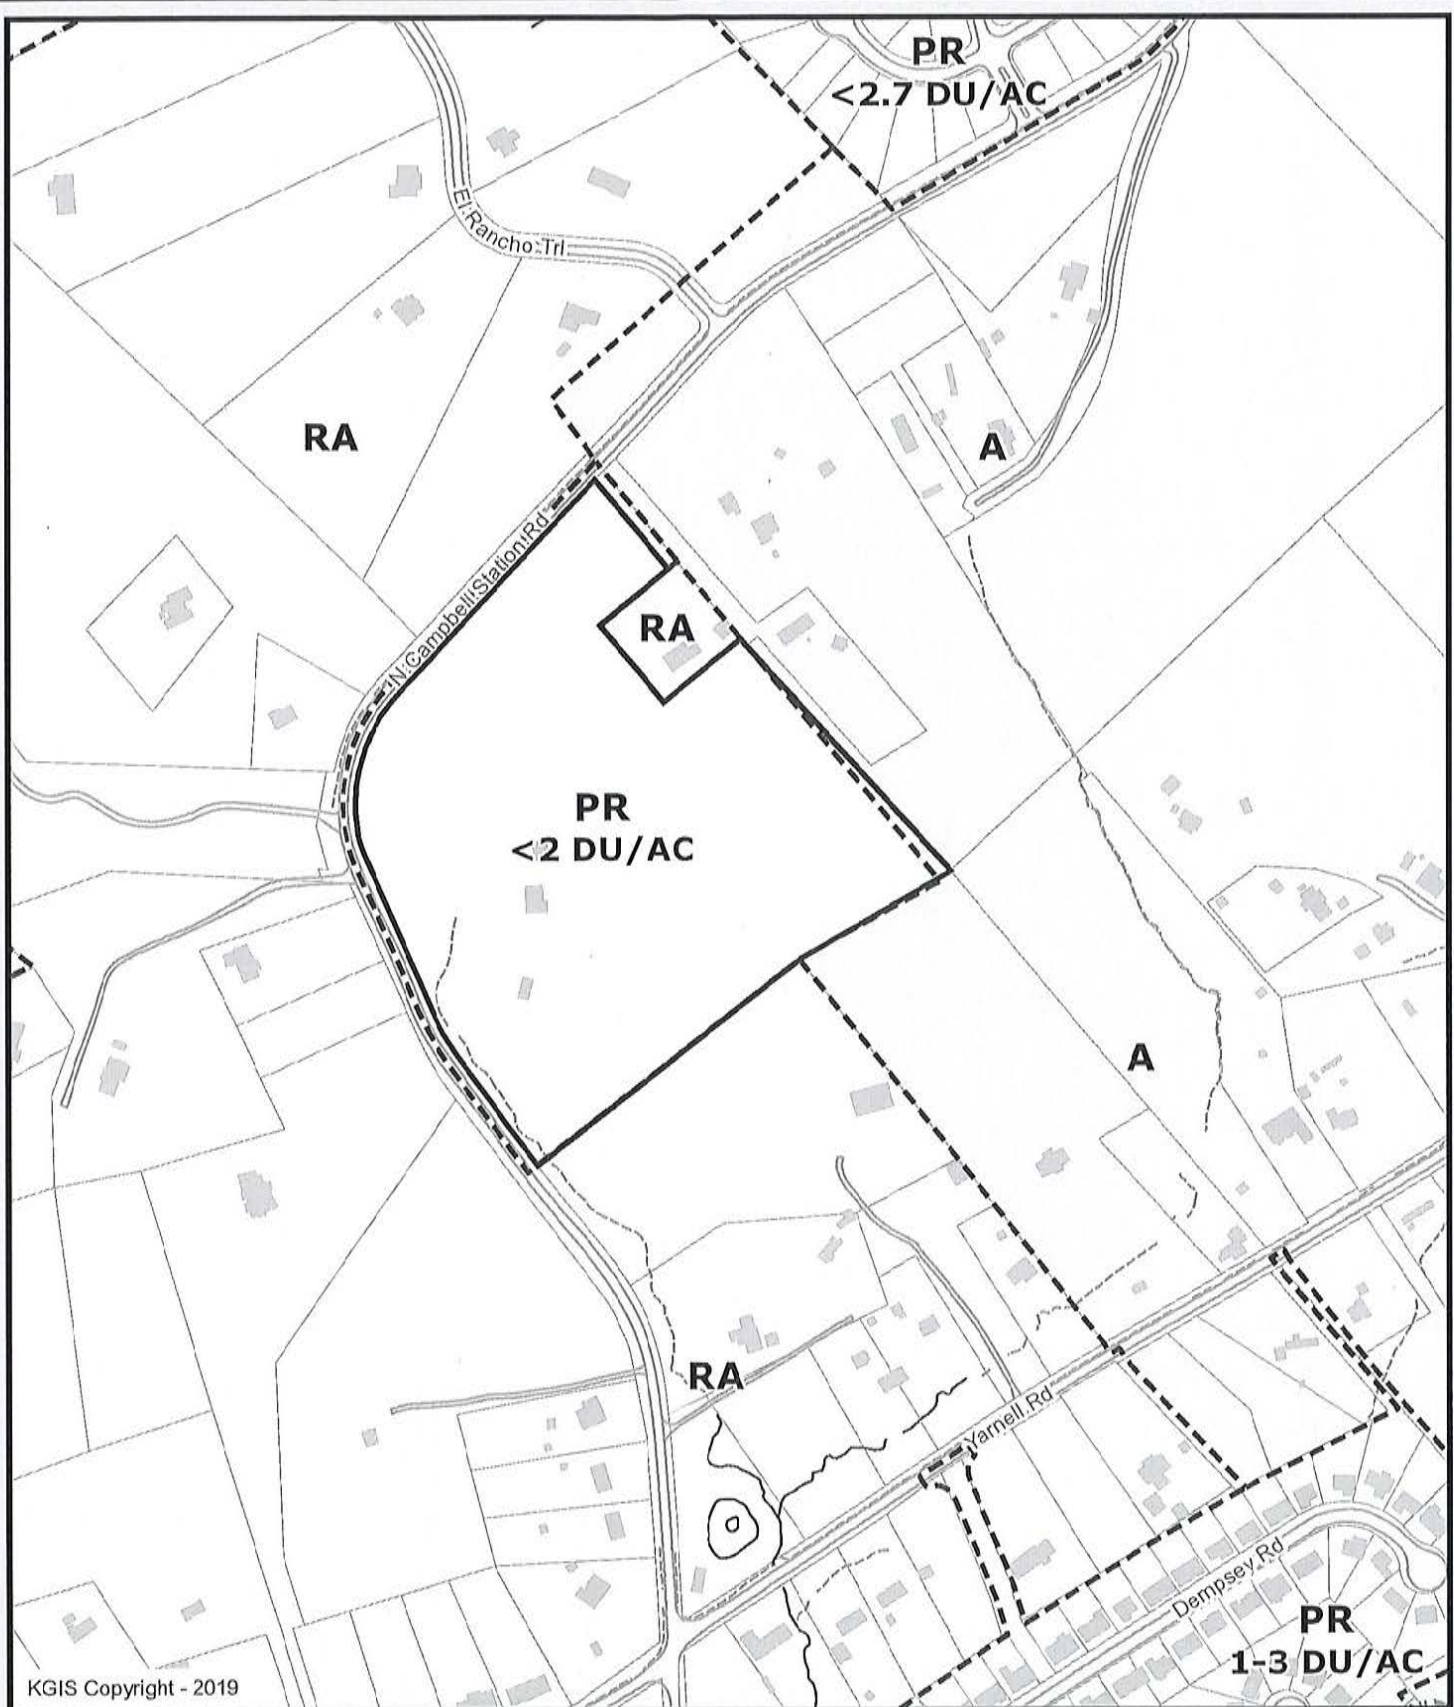 PR
<2.7 DU/AC
El Rancho Trl
RA
A
N Campbell Station Rd
RA
PR
<2 DU/AC
A
RA
Yarnell Rd
Dempsey Rd
PR
1-3 DU/AC
KGIS Copyright - 2019